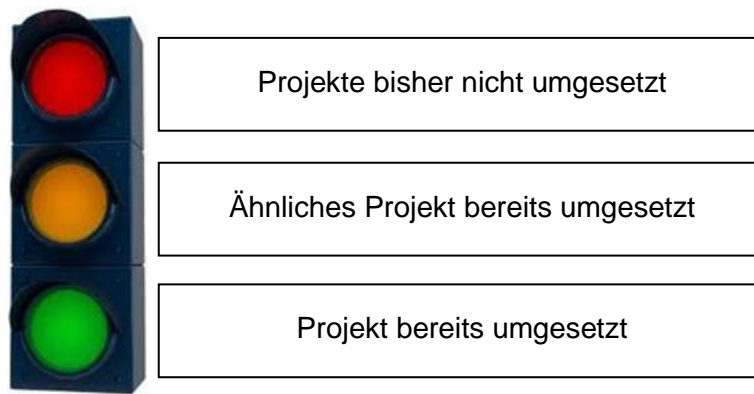 Projekte bisher nicht umgesetzt
Ähnliches Projekt bereits umgesetzt
Projekt bereits umgesetzt